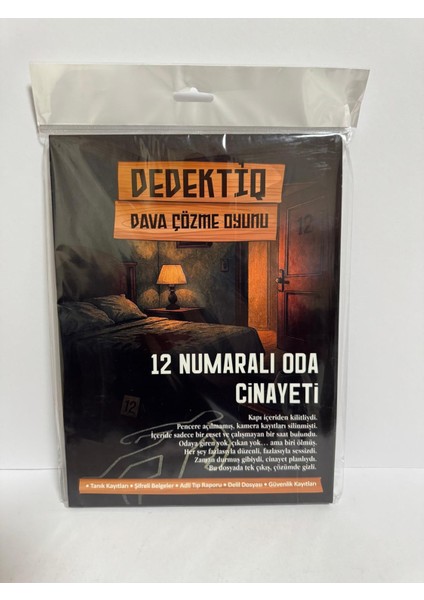 DEDEKTİQ
DAVA ÇÖZME OYUNU
12
12 NUMARALI ODA
CİNAYETİ
Kapı içeriden kilitliydi.
Pencere açılmamış, kamera kayıtları silinmişti.
İçeride sadece bir ceset ve çalışmayan bir saat bulundu.
Odaya giren yok, çıkan yok... ama biri ölmüş.
Her şey fazlasıyla düzenli, fazlasıyla sessizdi.
Zaman durmuş gibiydi, cinayet planlıydı.
Bu dosyada tek çıkış, çözümde gizli.
12
• Tanık Kayıtları • Şifreli Belgeler • Adli Tıp Raporu • Delil Dosyası • Güvenlik Kayıtları